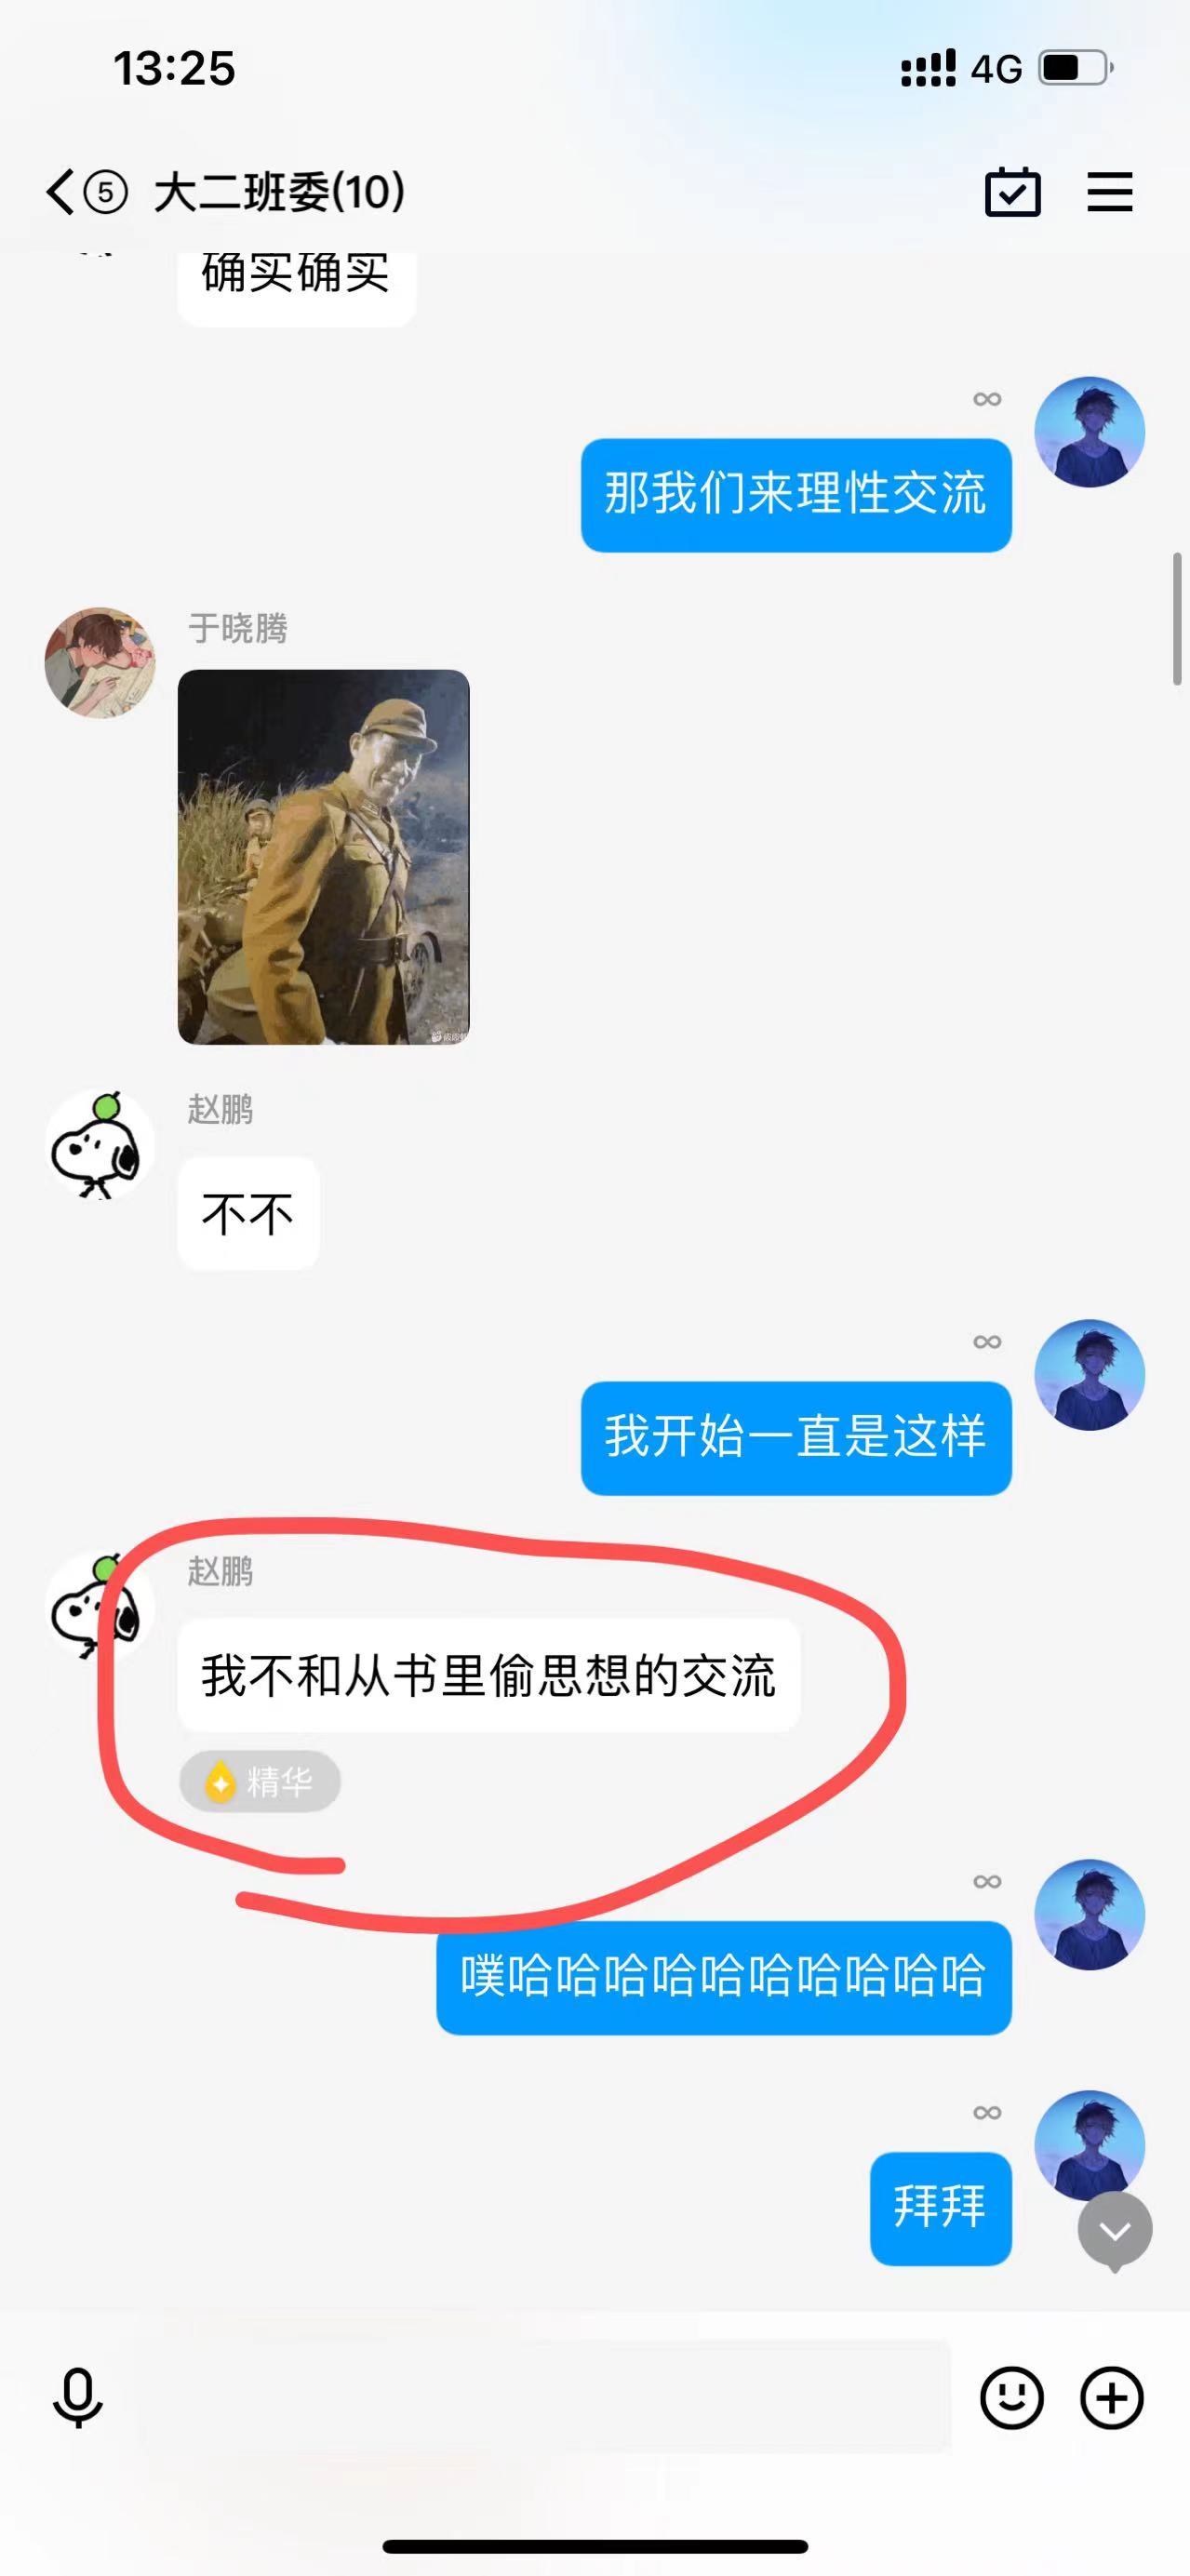 13:25
4G
5 大二班委(10)
确实确实
∞
那我们来理性交流
于晓腾
赵鹏
不不
∞
我开始一直是这样
赵鹏
我不和从书里偷思想的交流
精华
∞
噗哈哈哈哈哈哈哈哈哈哈
∞
拜拜